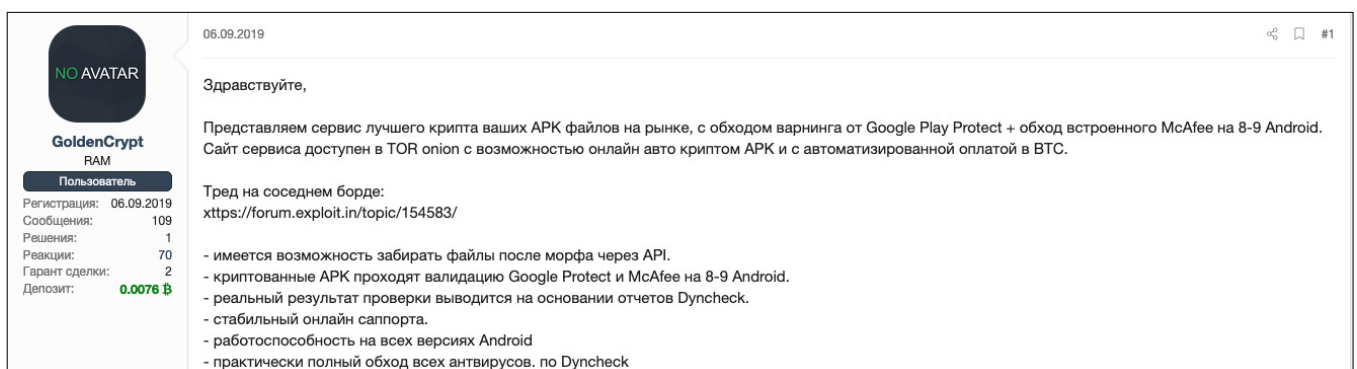 06.09.2019
#1
NO AVATAR
GoldenCrypt
RAM
Пользователь
Регистрация: 06.09.2019
Сообщения: 109
Решения: 1
Реакции: 70
Гарант сделки: 2
Депозит: 0.0076 ₿
Здравствуйте,
Представляем сервис лучшего крипта ваших APK файлов на рынке, с обходом варнинга от Google Play Protect + обход встроенного McAfee на 8-9 Android.
Сайт сервиса доступен в TOR onion с возможностью онлайн авто криптом APK и с автоматизированной оплатой в BTC.
Тред на соседнем борде:
xttps://forum.exploit.in/topic/154583/
- имеется возможность забирать файлы после морфа через API.
- криптованные APK проходят валидацию Google Protect и McAfee на 8-9 Android.
- реальный результат проверки выводится на основании отчетов Dyncheck.
- стабильный онлайн саппорта.
- работоспособность на всех версиях Android
- практически полный обход всех антвирусов. по Dyncheck